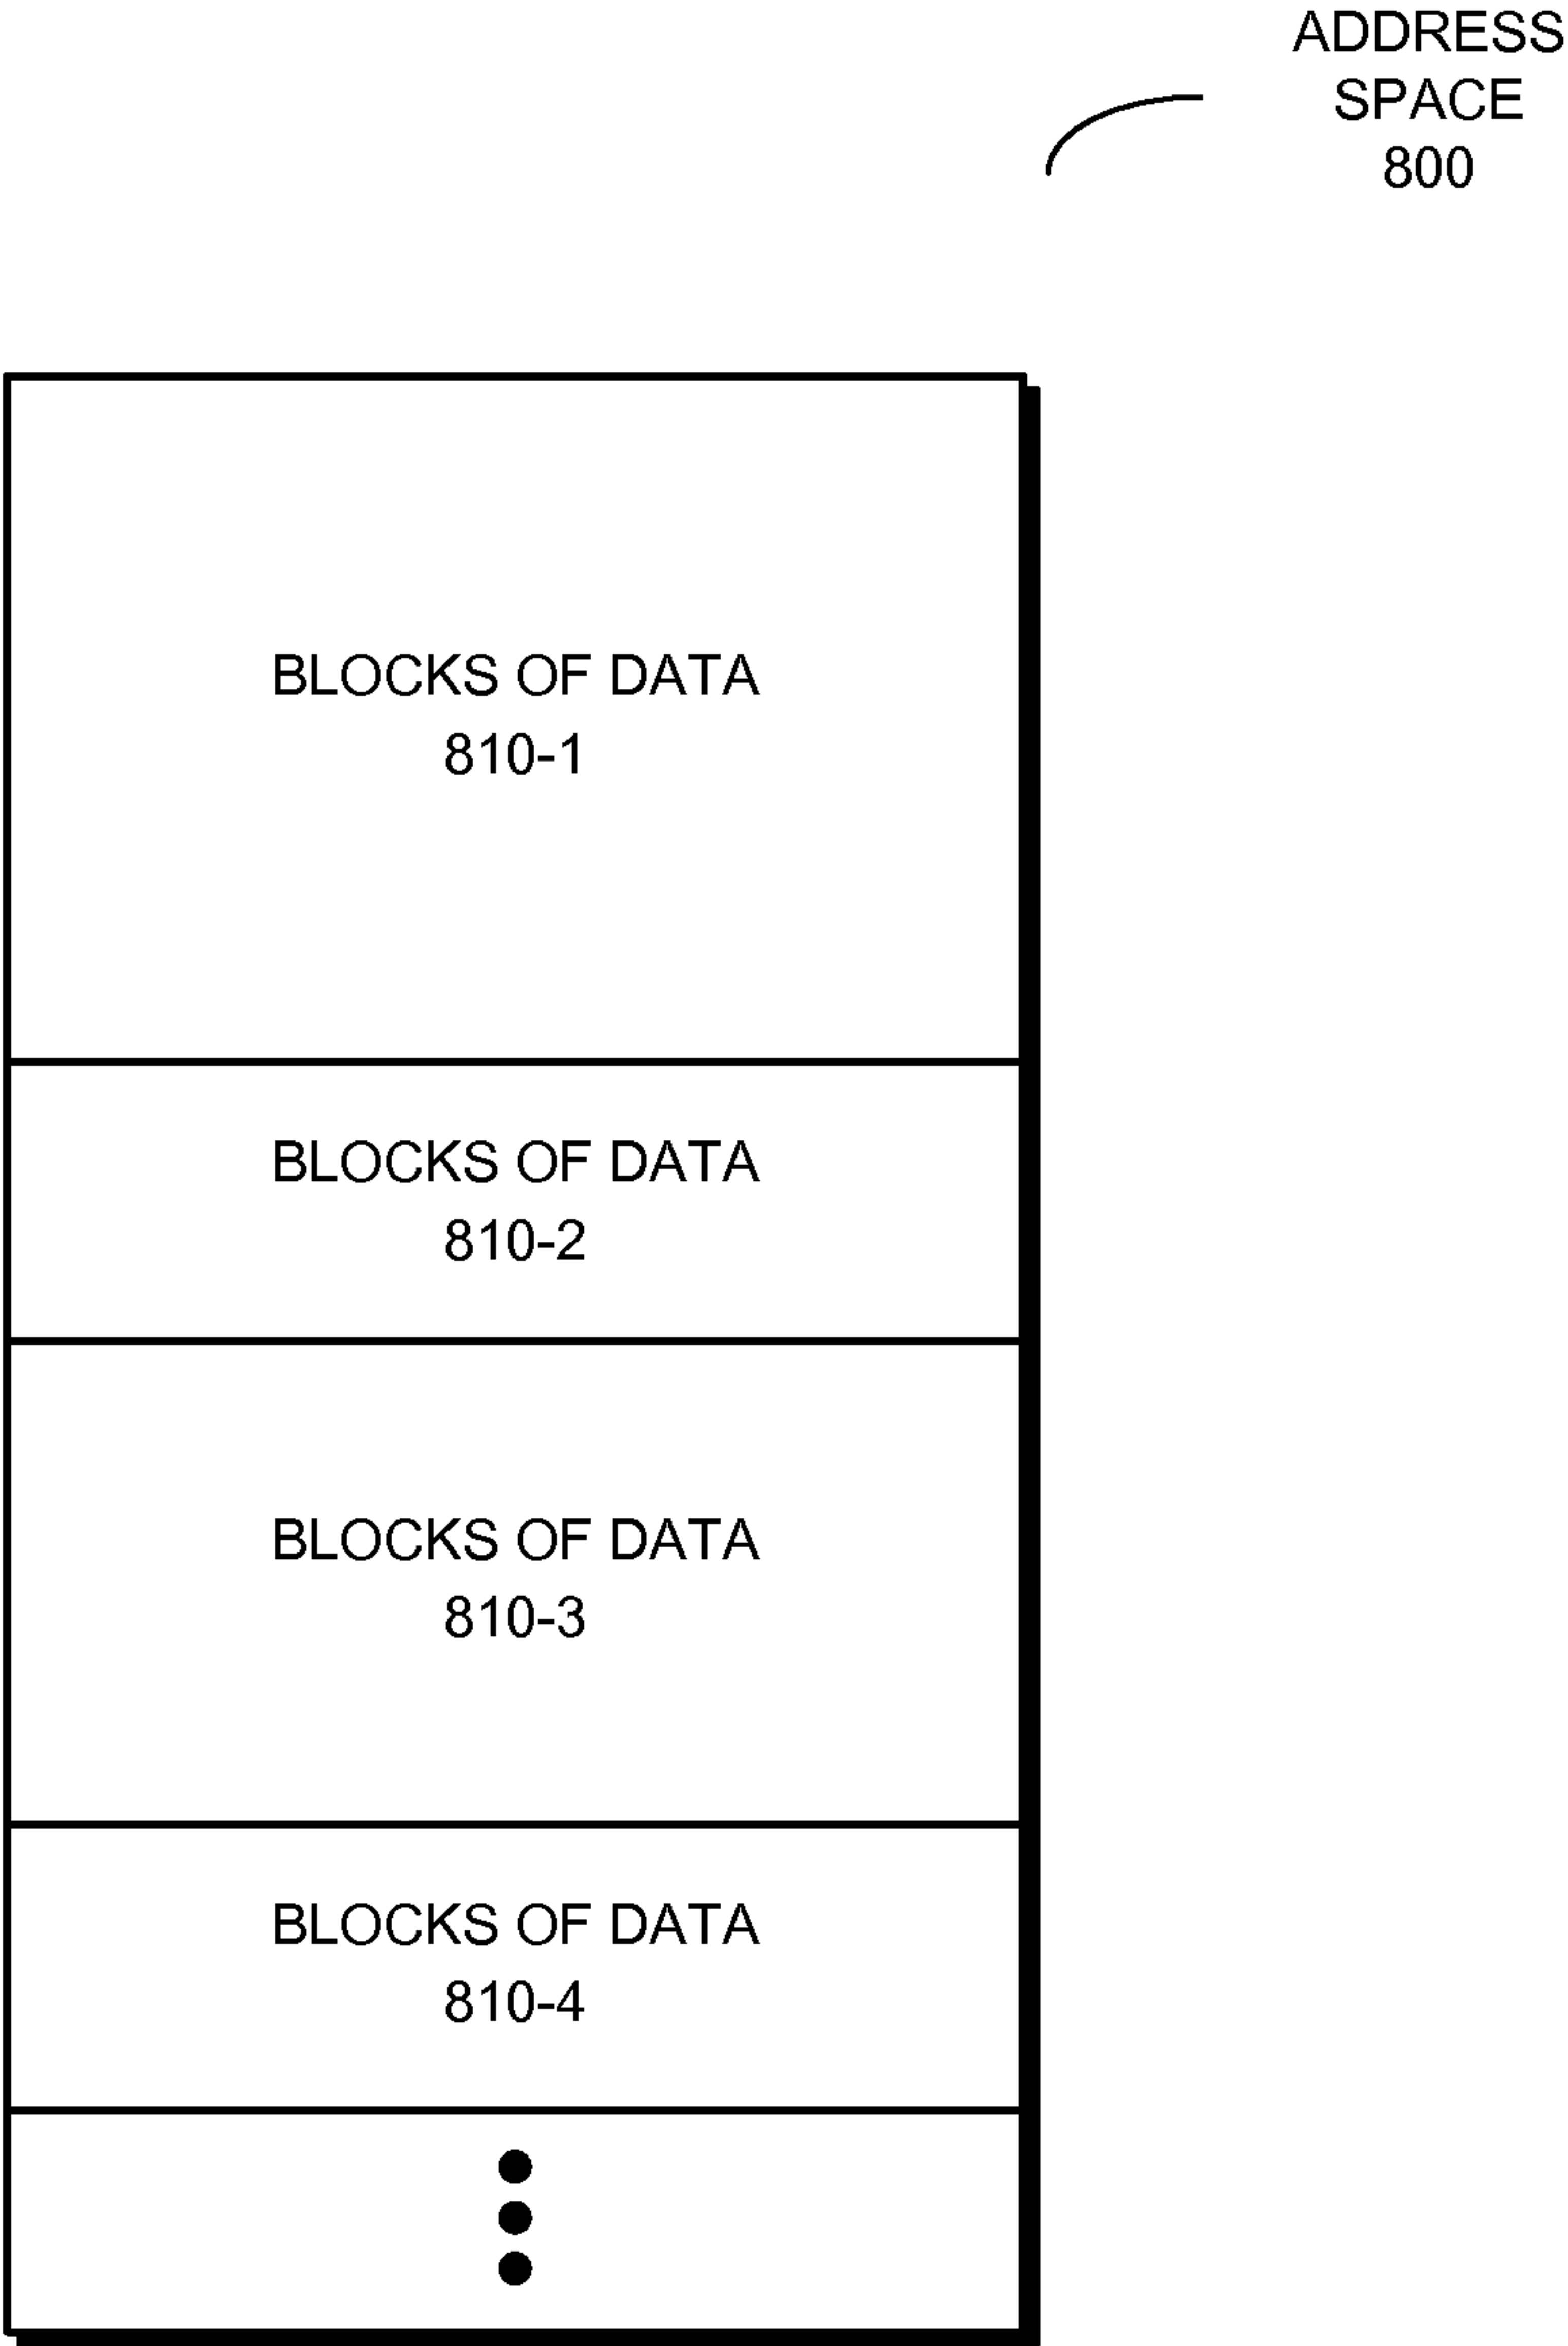 ADDRESS
SPACE
800
BLOCKS OF DATA
810-1
BLOCKS OF DATA
810-2
BLOCKS OF DATA
810-3
BLOCKS OF DATA
810-4